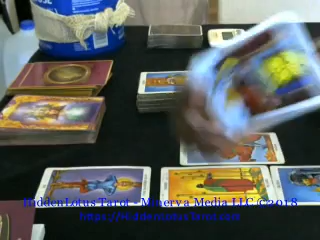 HiddenLotus Tarot - Minerva Media LLC ©2018
https://HiddenLotusTarot.com